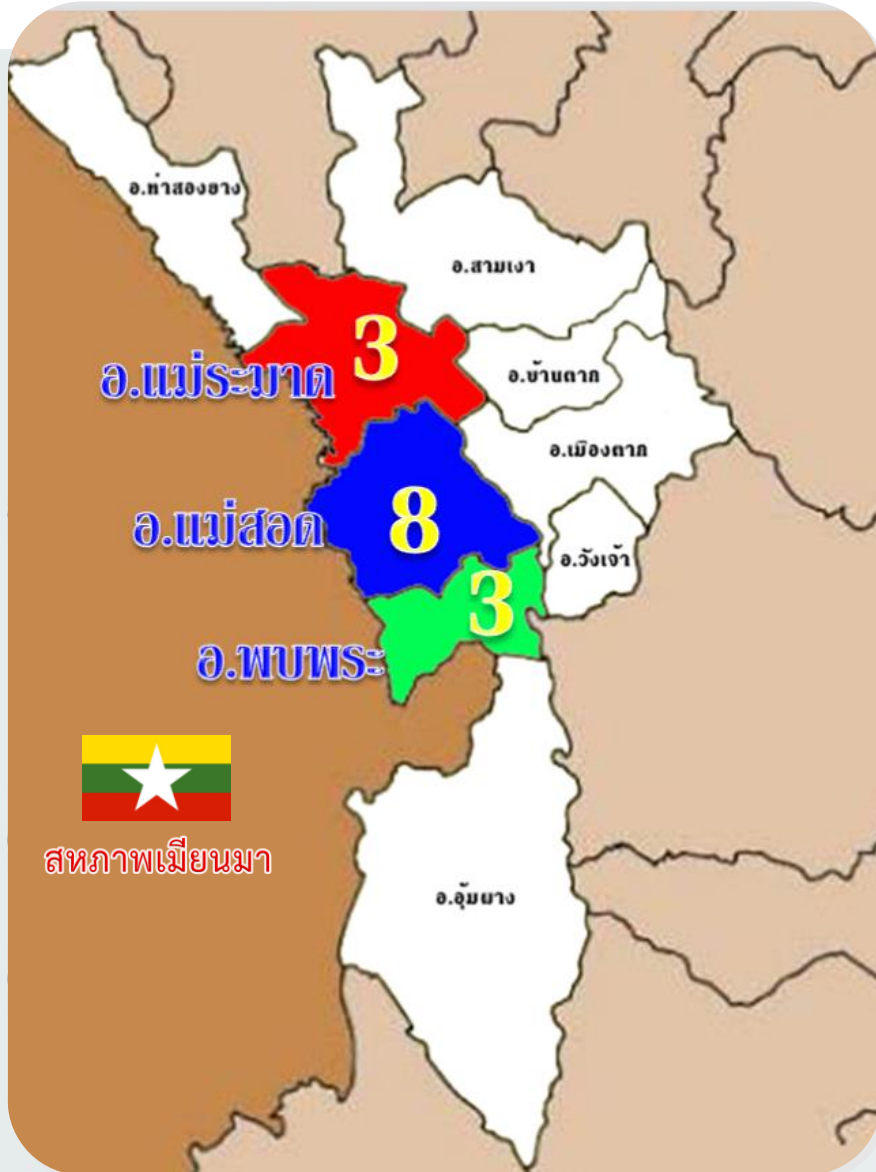 อ.ท่าสองยาง
อ.สามเงา
3
อ.แม่ระมาด
อ.บ้านตาก
อ.เมืองตาก
8
อ.แม่สอด
อ.วังเจ้า
3
อ.พบพระ
สหภาพเมียนมา
อ.อุ้มผาง